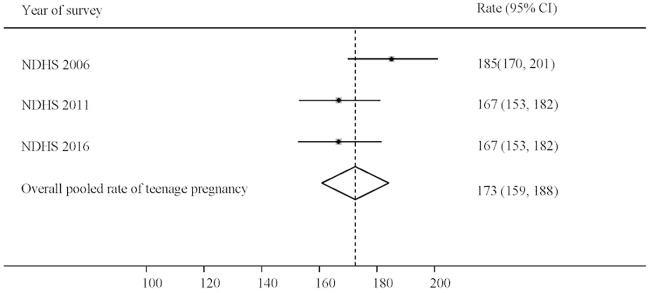 Year of survey Rate (95% CI)
NDHS 2006 185(170, 201)
NDHS 2011 167 (153, 182)
NDHS 2016 167 (153, 182)
Overall pooled rate of teenage pregnancy 173 (159, 188)
100 120 140 160 180 200